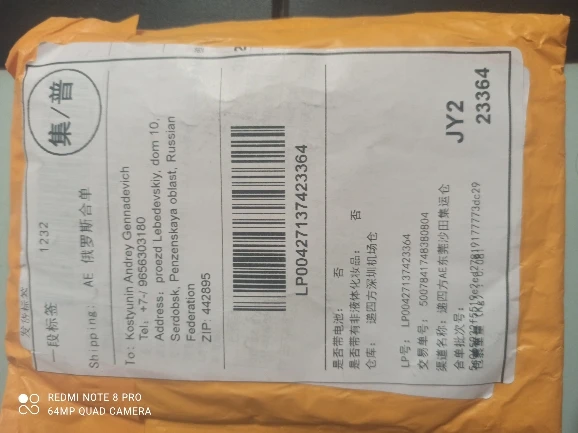 集/普
1232
一段标签
Shipping: AE 俄罗斯合单
To: Kostyunin Andrey Gennadevich
Tel: +7-/ 9656303180
Address: proezd Lebedevskiy, dom 10,
Serdobsk, Penzenskaya oblast, Russian
Federation
ZIP: 442895
LP00427137423364
是否带电池: 否
是否带有非液体化妆品: 否
仓库: 递四方深圳机场仓
LP号: LP00427137423364
交易单号: 5007841748380804
渠道名称: 递四方AE东莞沙田集运仓
合单批次号:
JY2
23364
REDMI NOTE 8 PRO
64MP QUAD CAMERA